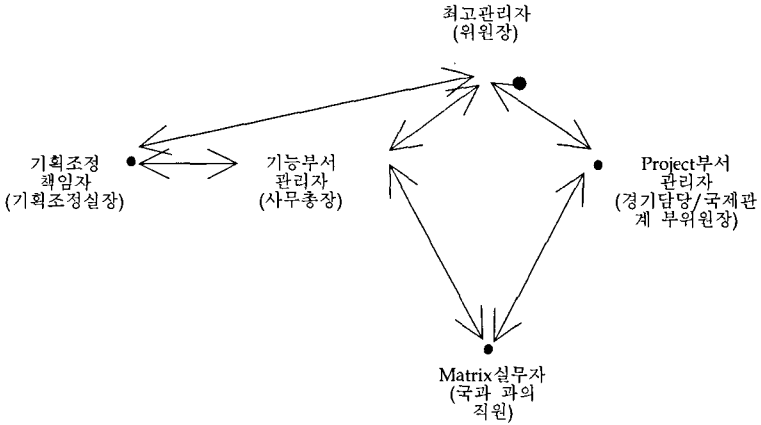 최고관리자
(위원장)
기획조정
책임자
(기획조정실장)
기능부서
관리자
(사무총장)
Project부서
관리자
(경기담당/국제관
계 부위원장)
Matrix실무자
(국과 과의
직원)